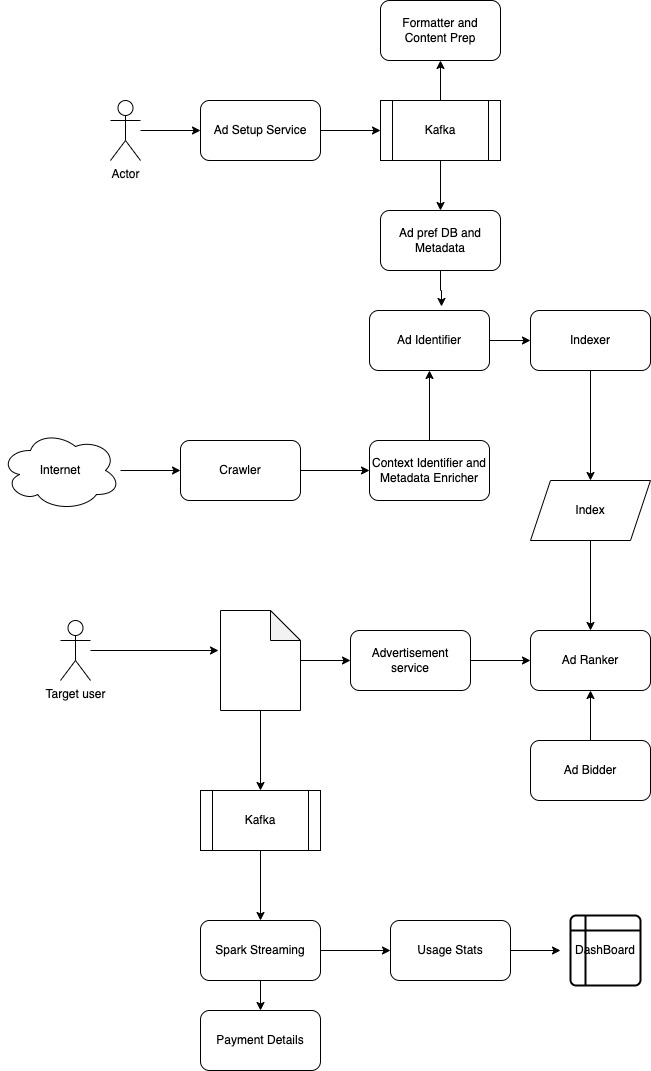 Formatter and
Content Prep
Ad Setup Service
Kafka
Actor
Ad pref DB and
Metadata
Ad Identifier
Indexer
Internet
Crawler
Context Identifier and
Metadata Enricher
Index
Advertisement
service
Ad Ranker
Target user
Ad Bidder
Kafka
Spark Streaming
Usage Stats
DashBoard
Payment Details